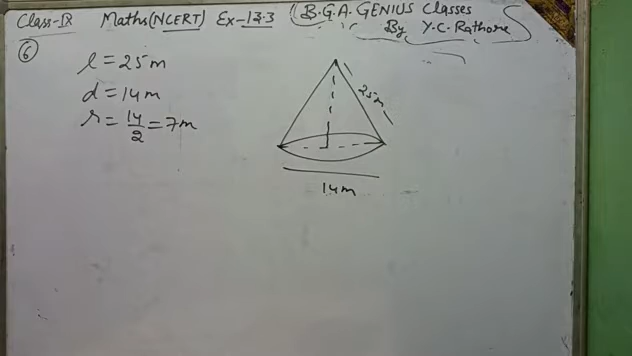 Class-IX Maths (NCERT) Ex-13.3 B.G.A. GENIUS Classes
By Y.C. Rathore
6
l = 25 m
d = 14 m
r = 14/2 = 7 m
25 m
14 m